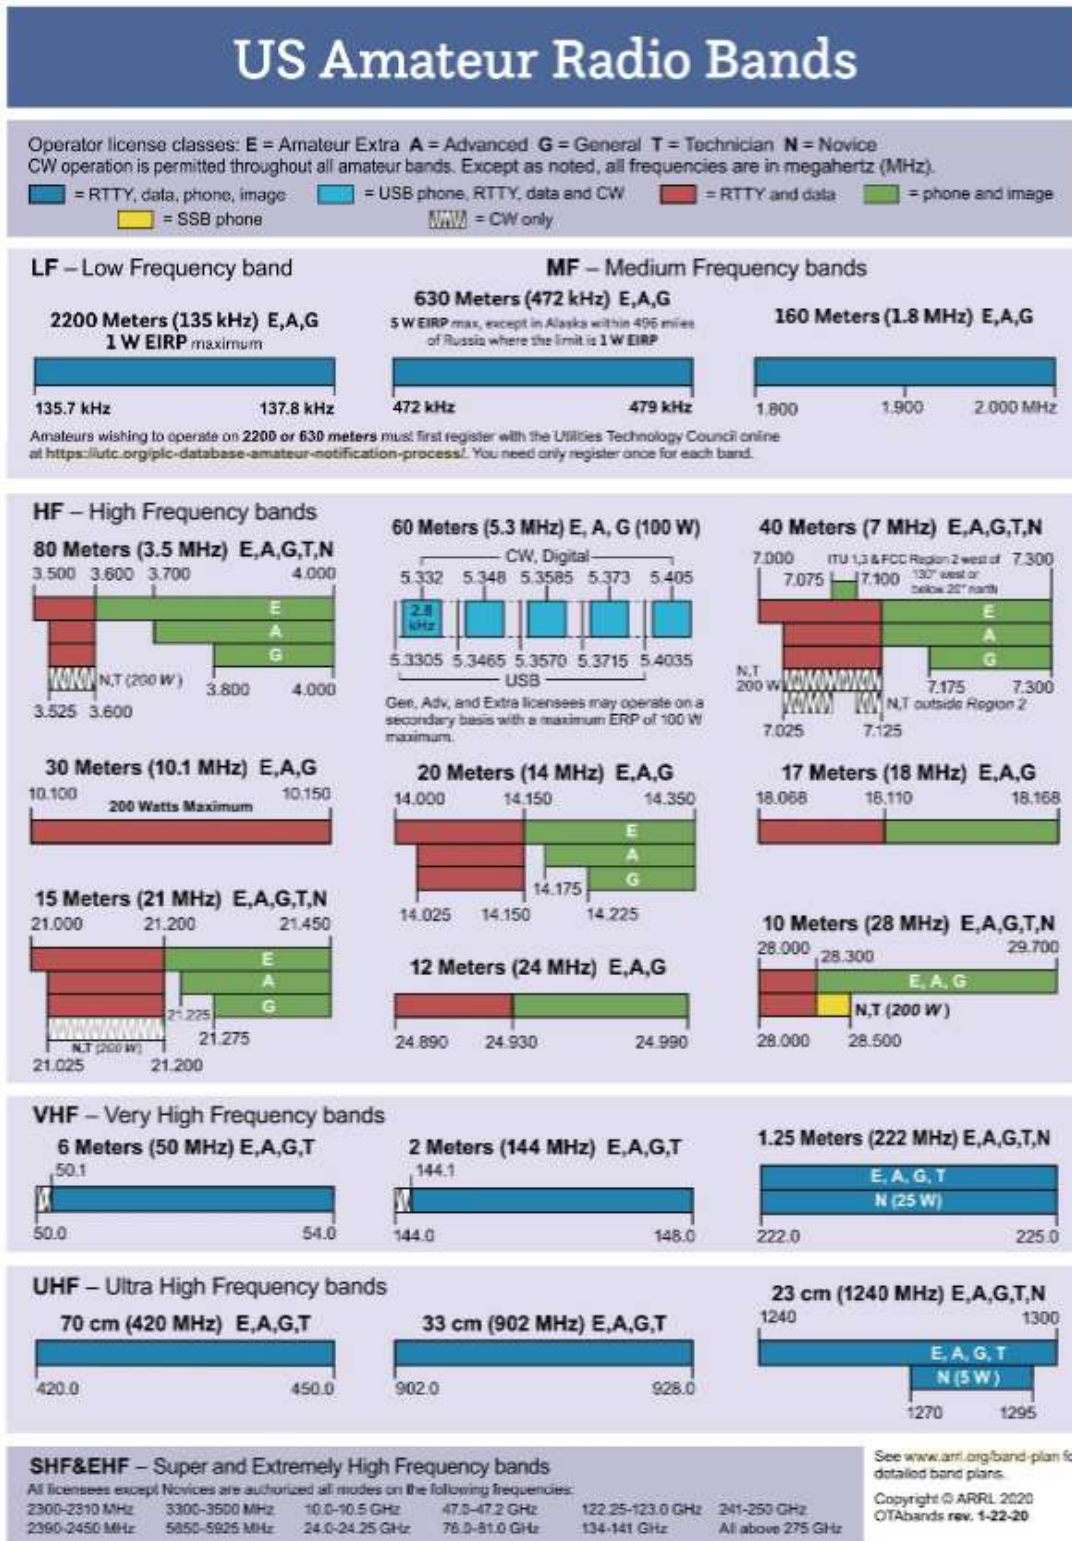 US Amateur Radio Bands
Operator license classes: E = Amateur Extra A = Advanced G = General T = Technician N = Novice
CW operation is permitted throughout all amateur bands. Except as noted, all frequencies are in megahertz (MHz).
= RTTY, data, phone, image = USB phone, RTTY, data and CW = RTTY and data = phone and image
= SSB phone = CW only
LF – Low Frequency band
2200 Meters (135 kHz) E,A,G
1 W EIRP maximum
135.7 kHz 137.8 kHz
MF – Medium Frequency bands
630 Meters (472 kHz) E,A,G
5 W EIRP max, except in Alaska within 496 miles
of Russia where the limit is 1 W EIRP
472 kHz 479 kHz
160 Meters (1.8 MHz) E,A,G
1.800 1.900 2.000 MHz
Amateurs wishing to operate on 2200 or 630 meters must first register with the Utilities Technology Council online
at https://utc.org/plc-database-amateur-notification-process/. You need only register once for each band.
HF – High Frequency bands
80 Meters (3.5 MHz) E,A,G,T,N
3.500 3.600 3.700 4.000
E
A
G
N,T (200 W)
3.800 4.000
3.525 3.600
60 Meters (5.3 MHz) E, A, G (100 W)
CW, Digital
5.332 5.348 5.3585 5.373 5.405
2.8
kHz
5.3305 5.3465 5.3570 5.3715 5.4035
USB
Gen, Adv, and Extra licensees may operate on a
secondary basis with a maximum ERP of 100 W
maximum.
40 Meters (7 MHz) E,A,G,T,N
7.000 ITU 1,3 & FCC Region 2 west of 7.300
7.075 7.100 130° west or
below 20° north
E
A
G
N,T
200 W
7.175 7.300
N,T outside Region 2
7.025 7.125
30 Meters (10.1 MHz) E,A,G
10.100 10.150
200 Watts Maximum
20 Meters (14 MHz) E,A,G
14.000 14.150 14.350
E
A
G
14.175
14.025 14.150 14.225
17 Meters (18 MHz) E,A,G
18.068 18.110 18.168
15 Meters (21 MHz) E,A,G,T,N
21.000 21.200 21.450
E
A
G
21.225
21.275
N,T (200 W)
21.025 21.200
12 Meters (24 MHz) E,A,G
24.890 24.930 24.990
10 Meters (28 MHz) E,A,G,T,N
28.000 28.300 29.700
E, A, G
N,T (200 W)
28.000 28.500
VHF – Very High Frequency bands
6 Meters (50 MHz) E,A,G,T
50.1
50.0 54.0
2 Meters (144 MHz) E,A,G,T
144.1
144.0 148.0
1.25 Meters (222 MHz) E,A,G,T,N
E, A, G, T
N (25 W)
222.0 225.0
UHF – Ultra High Frequency bands
70 cm (420 MHz) E,A,G,T
420.0 450.0
33 cm (902 MHz) E,A,G,T
902.0 928.0
23 cm (1240 MHz) E,A,G,T,N
1240 1300
E, A, G, T
N (5 W)
1270 1295
SHF&EHF – Super and Extremely High Frequency bands
All licensees except Novices are authorized all modes on the following frequencies:
2300-2310 MHz 3300-3500 MHz 10.0-10.5 GHz 47.0-47.2 GHz 122.25-123.0 GHz 241-250 GHz
2390-2450 MHz 5650-5925 MHz 24.0-24.25 GHz 76.0-81.0 GHz 134-141 GHz All above 275 GHz
See www.arrl.org/band-plan fo
detailed band plans.
Copyright © ARRL 2020
OTAbands rev. 1-22-20